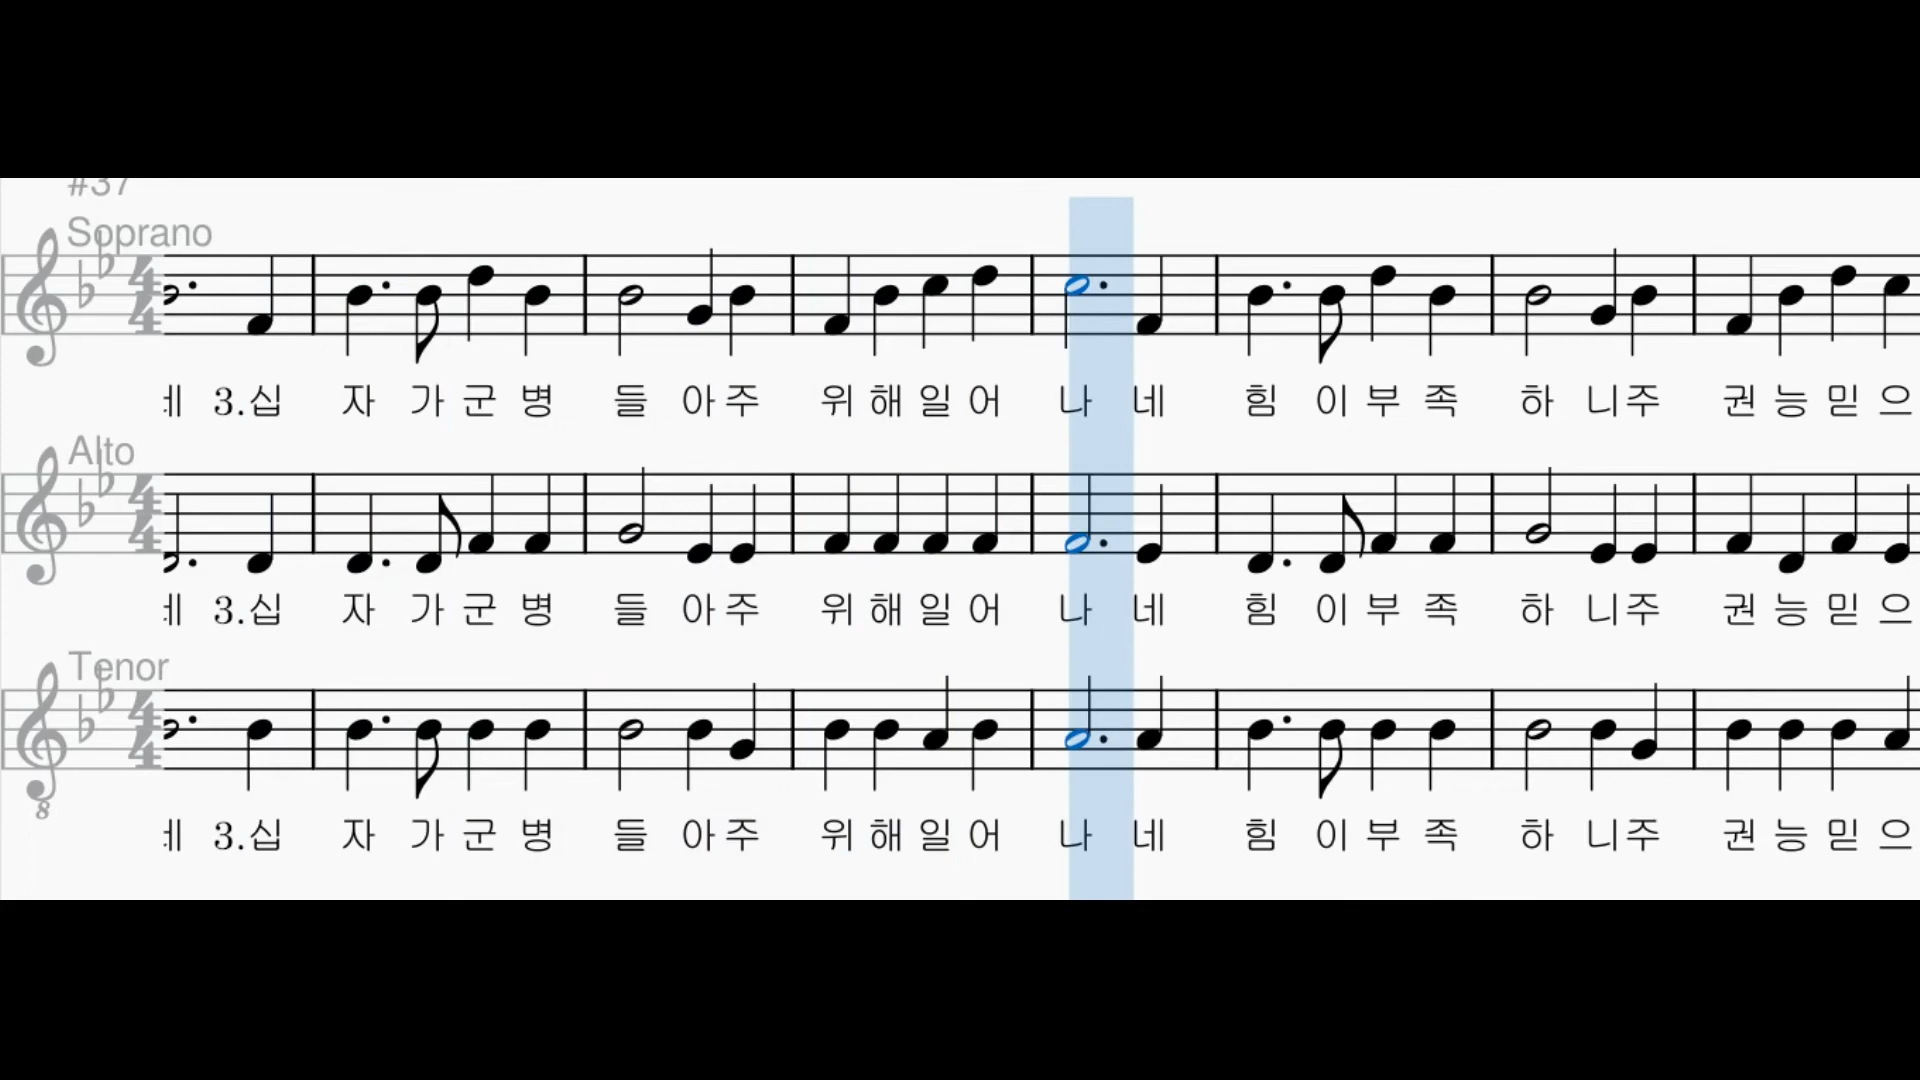 #37
Soprano
3.십 자 가 군 병 들 아 주 위 해 일 어 나 네 힘 이 부 족 하 니 주 권 능 믿 으
Alto
3.십 자 가 군 병 들 아 주 위 해 일 어 나 네 힘 이 부 족 하 니 주 권 능 믿 으
Tenor
8
3.십 자 가 군 병 들 아 주 위 해 일 어 나 네 힘 이 부 족 하 니 주 권 능 믿 으